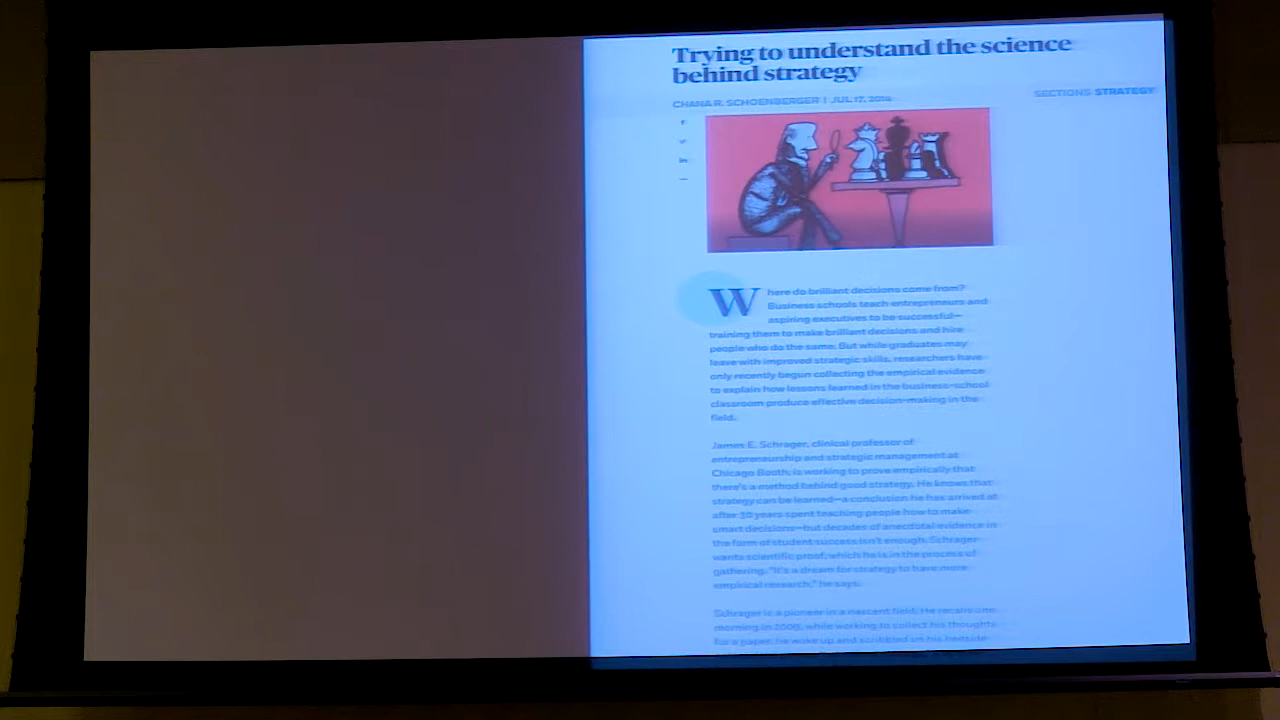 Trying to understand the science
behind strategy
CHANA R. SCHOENBERGER | JUL 17, 2014
SECTIONS STRATEGY
Where do brilliant decisions come from?
Business schools teach entrepreneurs and
aspiring executives to be successful—
training them to make brilliant decisions and hire
people who do the same. But while graduates may
leave with improved strategic skills, researchers have
only recently begun collecting the empirical evidence
to explain how lessons learned in the business-school
classroom produce effective decision-making in the
field.
James E. Schrager, clinical professor of
entrepreneurship and strategic management at
Chicago Booth, is working to prove empirically that
there's a method behind good strategy. He knows that
strategy can be learned—a conclusion he has arrived at
after 30 years spent teaching people how to make
smart decisions—but decades of anecdotal evidence in
the form of student success isn't enough. Schrager
wants scientific proof, which he is in the process of
gathering. "It's a dream for strategy to have more
empirical research," he says.
Schrager is a pioneer in a nascent field. He recalls one
morning in 2009, while working to collect his thoughts
for a paper, he woke up and scribbled on his bedside